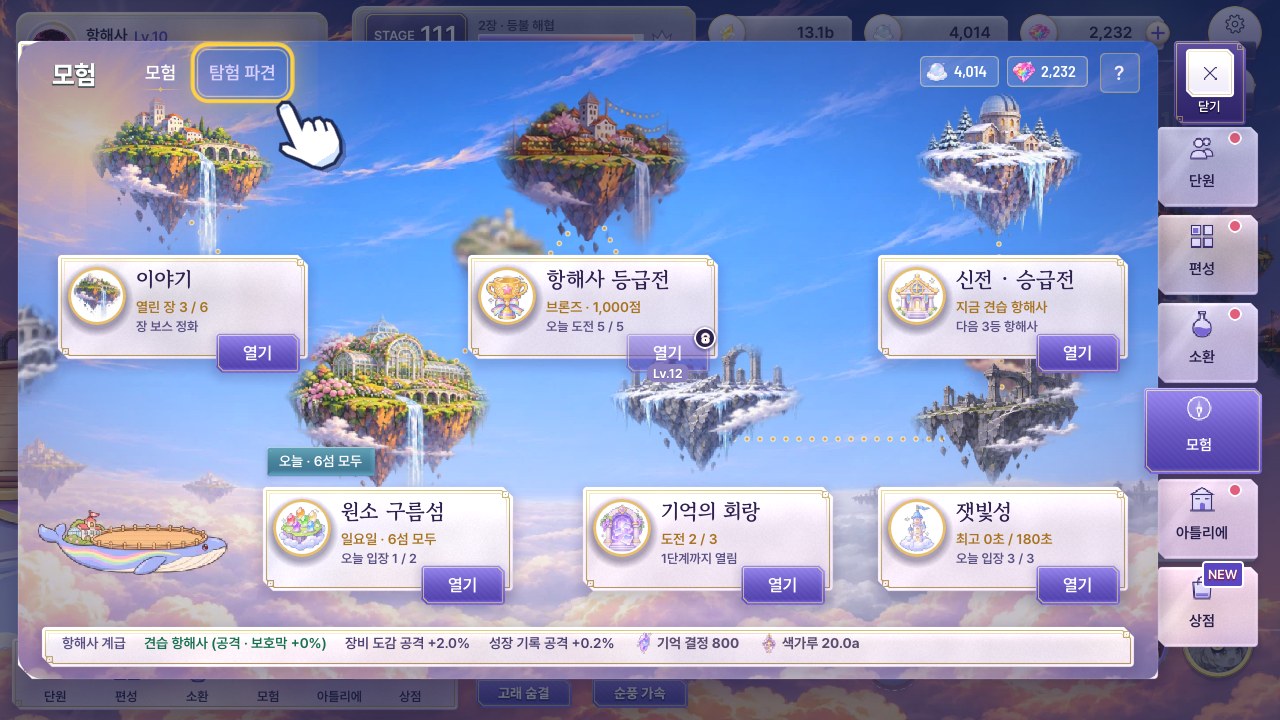 항해사 Lv.10
STAGE 111
2장 · 등불 해협
13.1b
4,014
2,232
모험
모험
탐험 파견
4,014
2,232
?
닫기
단원
편성
소환
모험
아틀리에
NEW
상점
이야기
열린 장 3 / 6
장 보스 정화
열기
항해사 등급전
브론즈 · 1,000점
오늘 도전 5 / 5
열기
Lv.12
신전 · 승급전
지금 견습 항해사
다음 3등 항해사
열기
오늘 · 6섬 모두
원소 구름섬
일요일 · 6섬 모두
오늘 입장 1 / 2
열기
기억의 회랑
도전 2 / 3
1단계까지 열림
열기
잿빛성
최고 0초 / 180초
오늘 입장 3 / 3
열기
항해사 계급 견습 항해사 (공격 · 보호막 +0%) 장비 도감 공격 +2.0% 성장 기록 공격 +0.2% 기억 결정 800 색가루 20.0a
단원 편성 소환 모험 아틀리에 상점
고래 숨결
순풍 가속